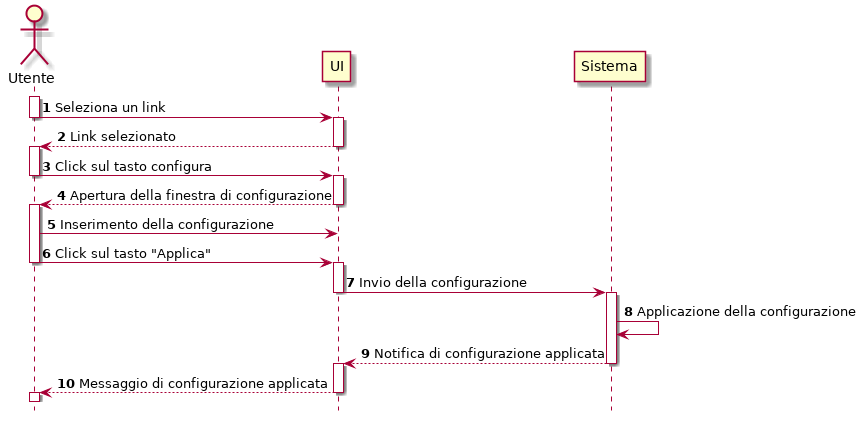 Utente
UI
Sistema
1 Seleziona un link
2 Link selezionato
3 Click sul tasto configura
4 Apertura della finestra di configurazione
5 Inserimento della configurazione
6 Click sul tasto "Applica"
7 Invio della configurazione
8 Applicazione della configurazione
9 Notifica di configurazione applicata
10 Messaggio di configurazione applicata